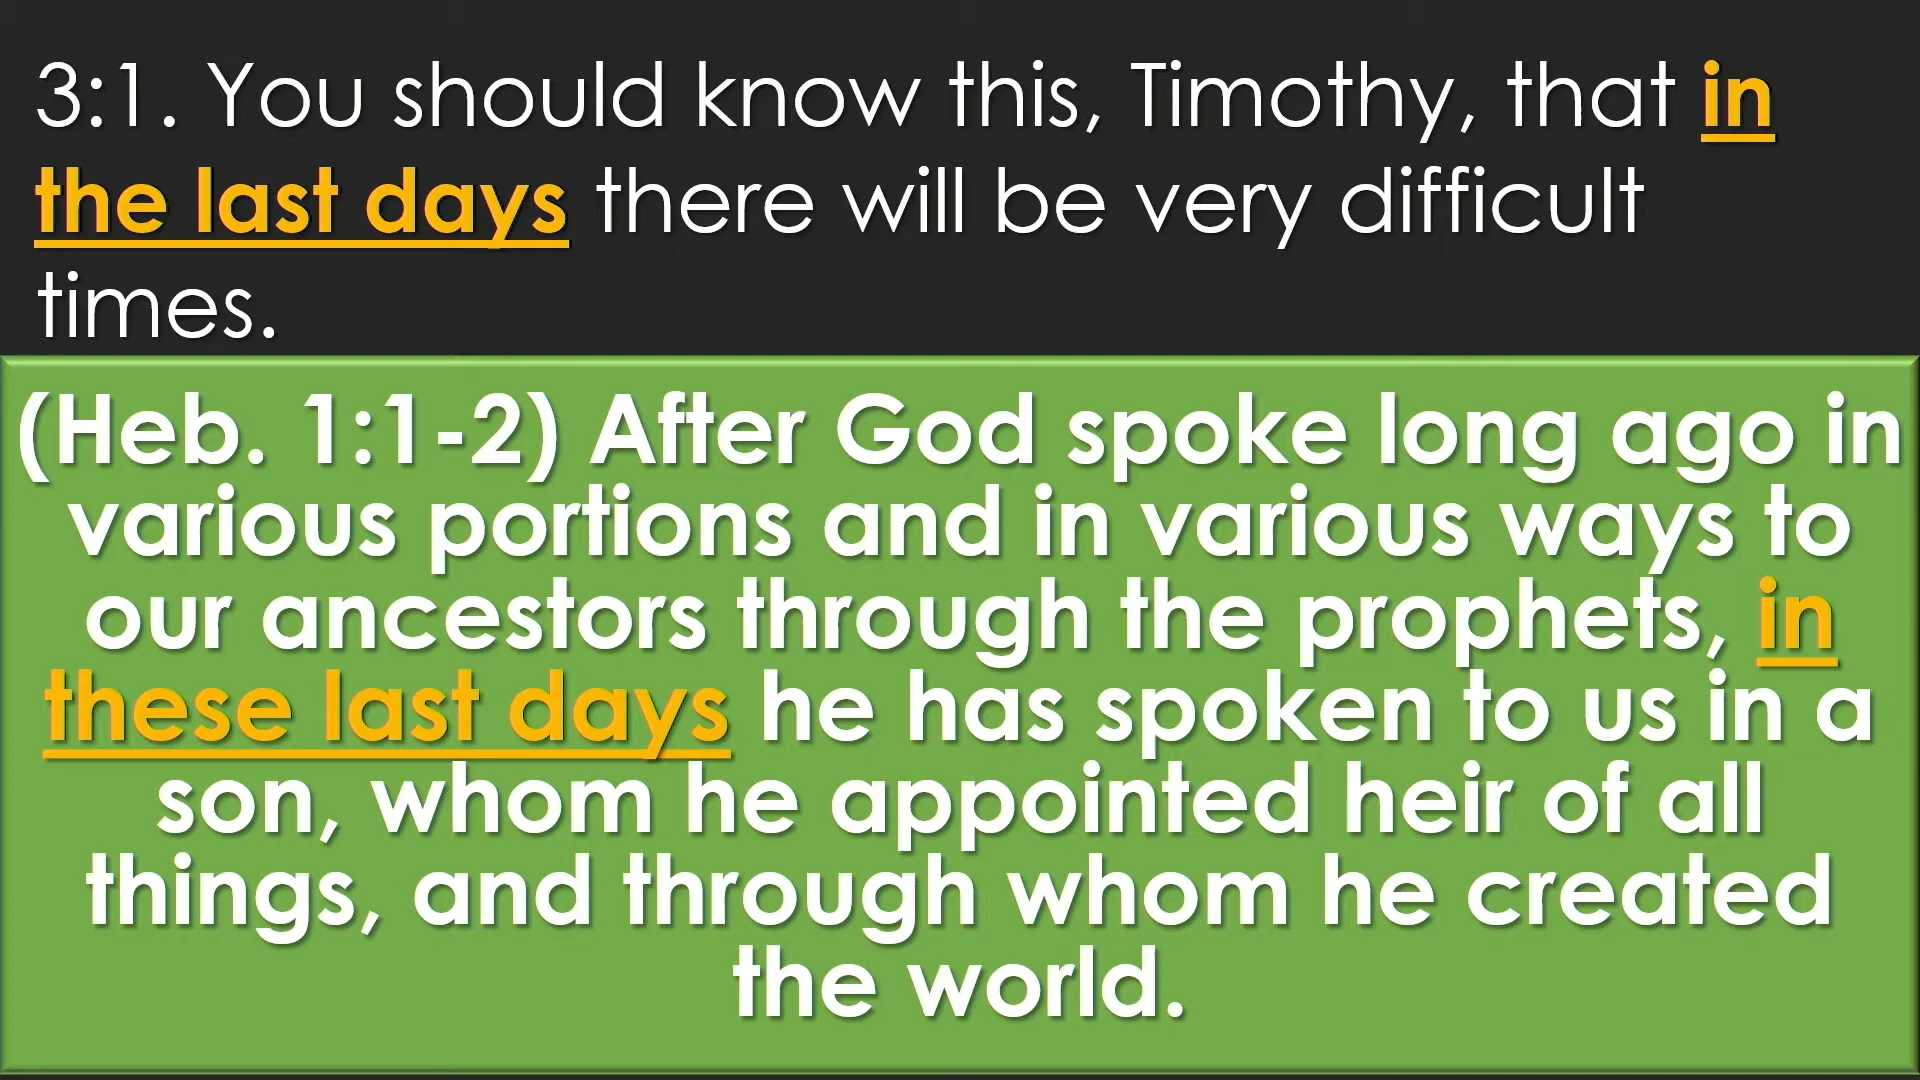 3:1. You should know this, Timothy, that in
the last days there will be very difficult
times.
(Heb. 1:1-2) After God spoke long ago in
various portions and in various ways to
our ancestors through the prophets, in
these last days he has spoken to us in a
son, whom he appointed heir of all
things, and through whom he created
the world.